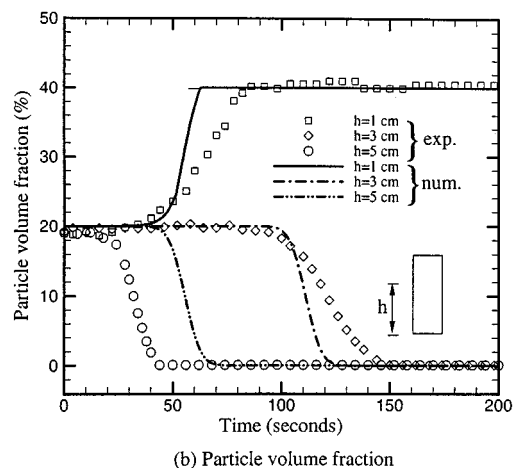 50
40
30
20
10
0
Particle volume fraction (%)
h=1 cm
h=3 cm
h=5 cm
exp.
h=1 cm
h=3 cm
h=5 cm
num.
h
0 50 100 150 200
Time (seconds)
(b) Particle volume fraction